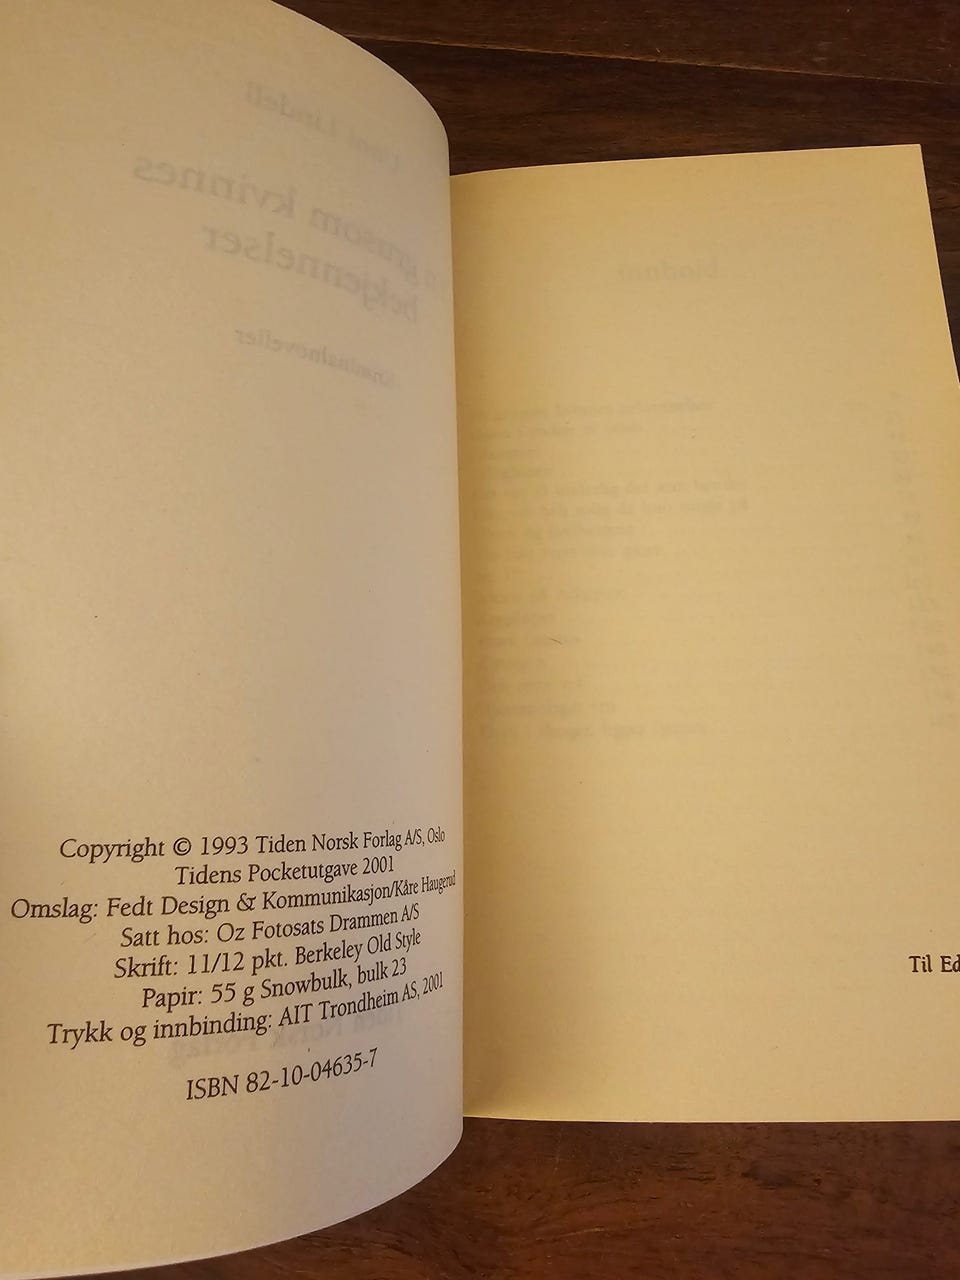 Copyright © 1993 Tiden Norsk Forlag A/S, Oslo
Tidens Pocketutgave 2001
Omslag: Fedt Design & Kommunikasjon/Kåre Haugerud
Satt hos: Oz Fotosats Drammen A/S
Skrift: 11/12 pkt. Berkeley Old Style
Papir: 55 g Snowbulk, bulk 23
Trykk og innbinding: AIT Trondheim AS, 2001
ISBN 82-10-04635-7
Til Ed